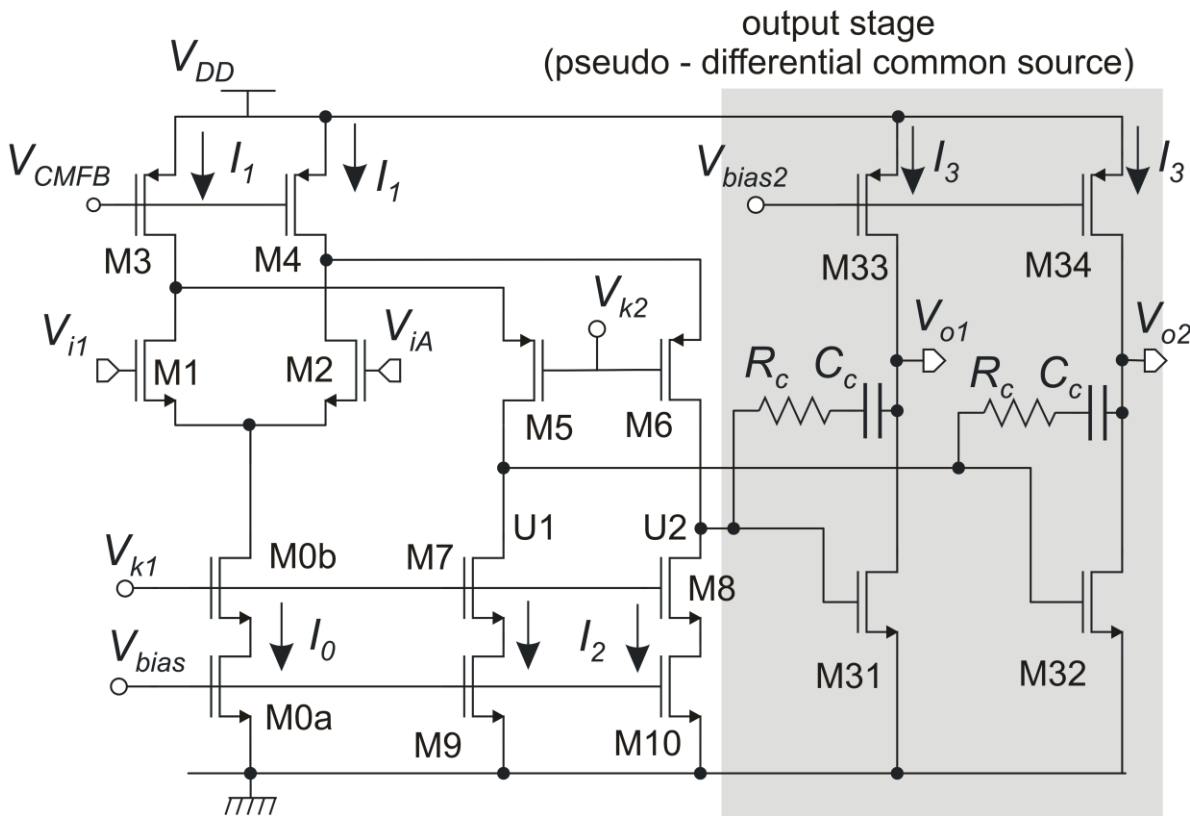 output stage
(pseudo - differential common source)
V_DD
V_CMFB
I_1
I_1
V_bias2
I_3
I_3
M3
M4
M33
M34
V_k2
V_i1
V_iA
V_o1
V_o2
M1
M2
R_c
C_c
R_c
C_c
M5
M6
U1
U2
V_k1
M0b
M7
M8
V_bias
I_0
I_2
M31
M32
M0a
M9
M10